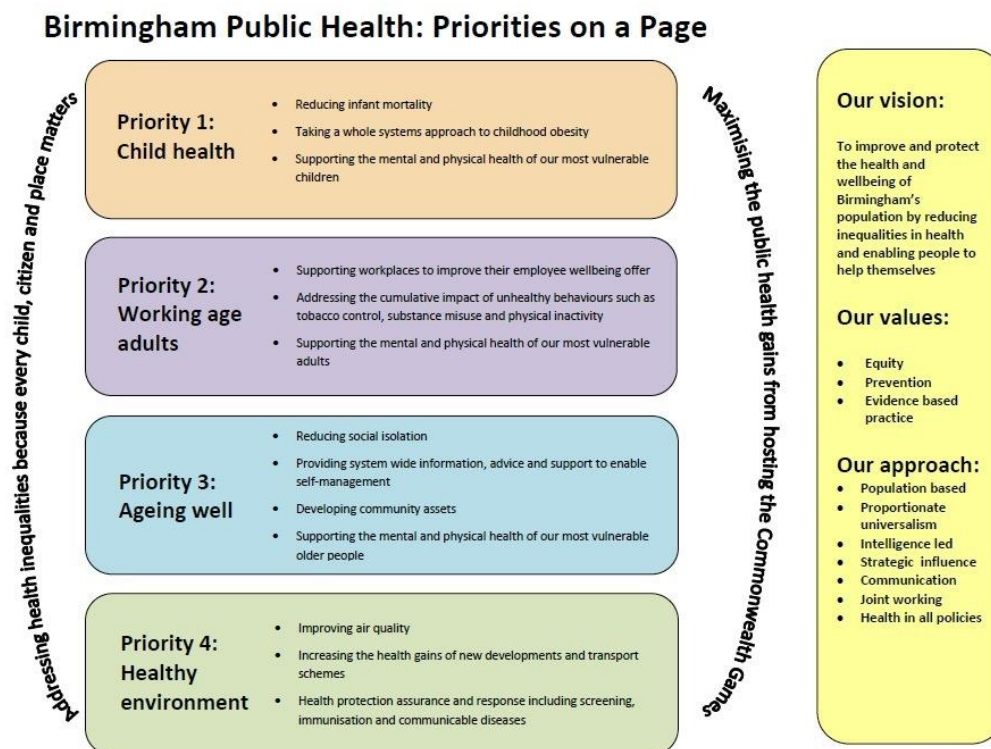 Birmingham Public Health: Priorities on a Page
Addressing health inequalities because every child, citizen and place matters
Priority 1:
Child health
• Reducing infant mortality
• Taking a whole systems approach to childhood obesity
• Supporting the mental and physical health of our most vulnerable
children
Priority 2:
Working age
adults
• Supporting workplaces to improve their employee wellbeing offer
• Addressing the cumulative impact of unhealthy behaviours such as
tobacco control, substance misuse and physical inactivity
• Supporting the mental and physical health of our most vulnerable
adults
Priority 3:
Ageing well
• Reducing social isolation
• Providing system wide information, advice and support to enable
self-management
• Developing community assets
• Supporting the mental and physical health of our most vulnerable
older people
Priority 4:
Healthy
environment
• Improving air quality
• Increasing the health gains of new developments and transport
schemes
• Health protection assurance and response including screening,
immunisation and communicable diseases
Maximising the public health gains from hosting the Commonwealth Games
Our vision:
To improve and protect
the health and
wellbeing of
Birmingham's
population by reducing
inequalities in health
and enabling people to
help themselves
Our values:
• Equity
• Prevention
• Evidence based
practice
Our approach:
• Population based
• Proportionate
universalism
• Intelligence led
• Strategic influence
• Communication
• Joint working
• Health in all policies